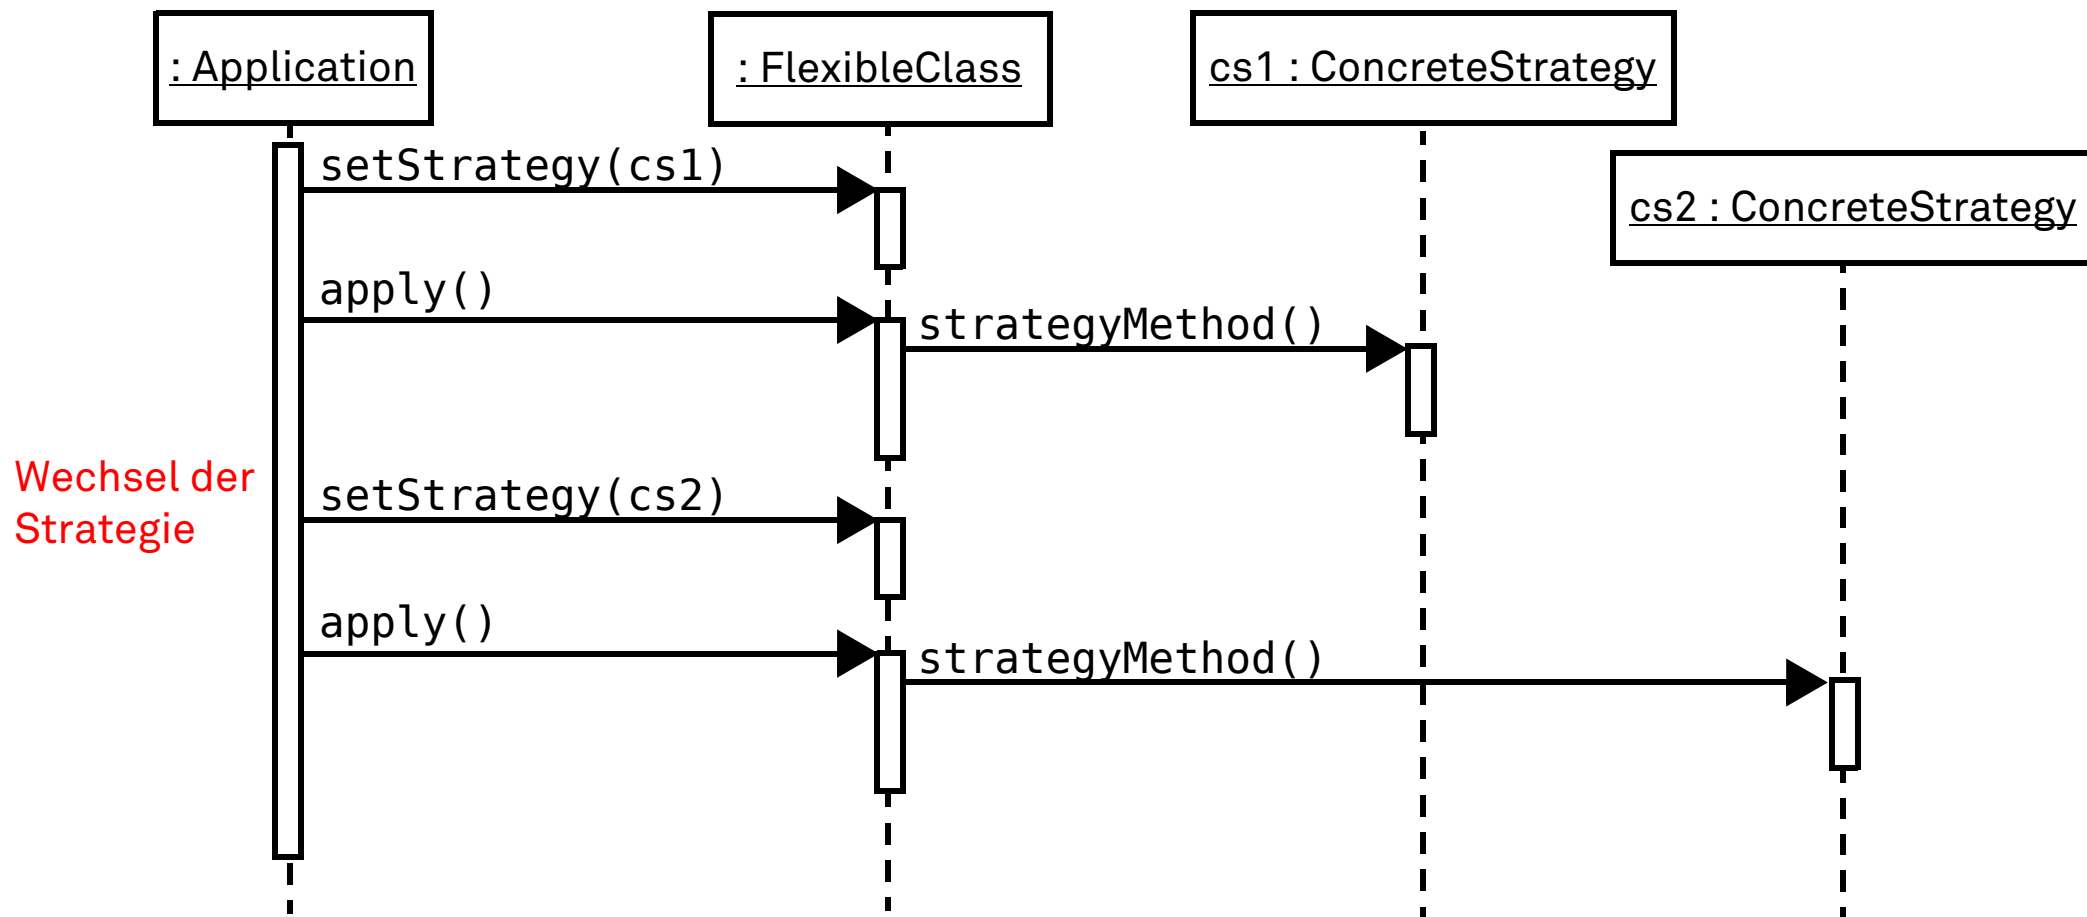 : Application
: FlexibleClass
cs1 : ConcreteStrategy
cs2 : ConcreteStrategy
setStrategy(cs1)
apply()
strategyMethod()
Wechsel der
Strategie
setStrategy(cs2)
apply()
strategyMethod()